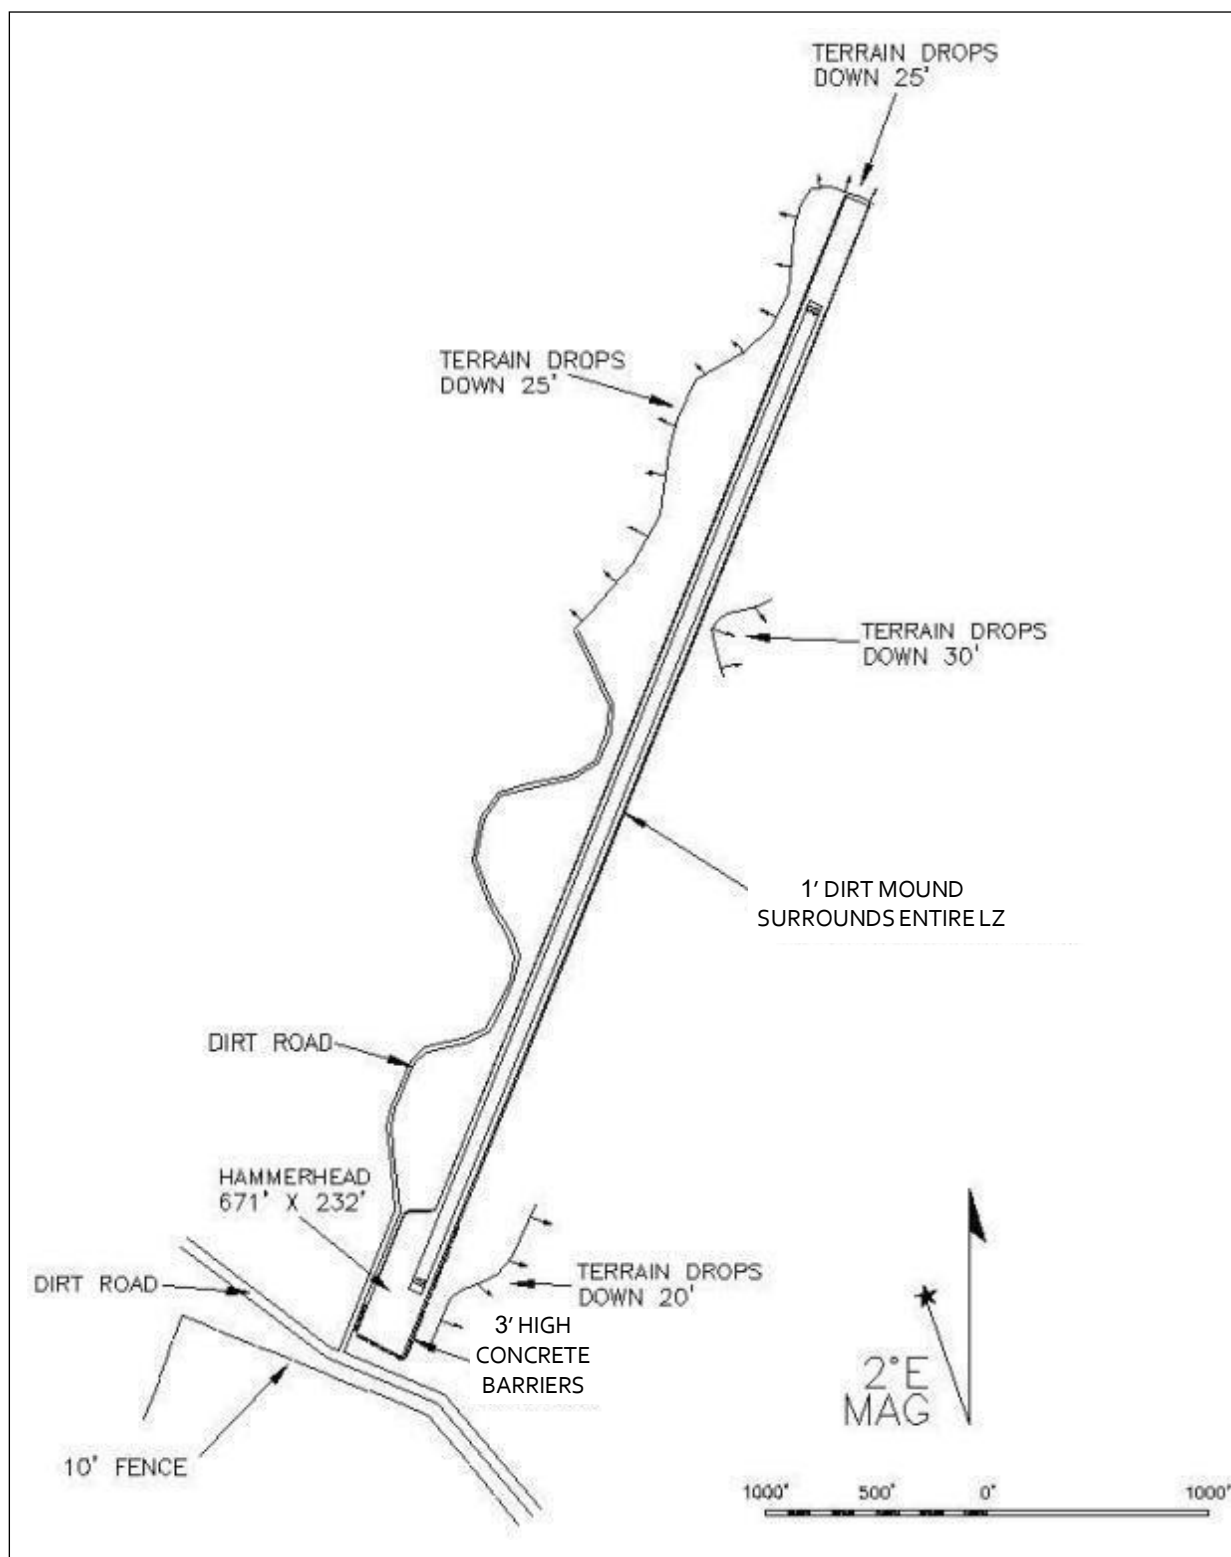 TERRAIN DROPS
DOWN 25'
TERRAIN DROPS
DOWN 25'
TERRAIN DROPS
DOWN 30'
1' DIRT MOUND
SURROUNDS ENTIRE LZ
DIRT ROAD
HAMMERHEAD
671' X 232'
DIRT ROAD
TERRAIN DROPS
DOWN 20'
3' HIGH
CONCRETE
BARRIERS
2°E
MAG
10' FENCE
1000' 500' 0' 1000'